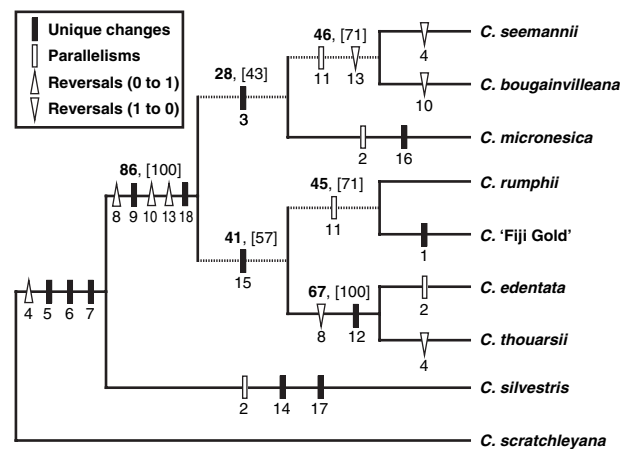 Unique changes
Parallelisms
Reversals (0 to 1)
Reversals (1 to 0)
46, [71]
11
13
4
C. seemannii
10
C. bougainvilleana
28, [43]
3
2
16
C. micronesica
86, [100]
8
9
10
13
18
45, [71]
11
C. rumphii
1
C. 'Fiji Gold'
41, [57]
15
67, [100]
8
12
2
C. edentata
4
C. thouarsii
4
5
6
7
2
14
17
C. silvestris
C. scratchleyana